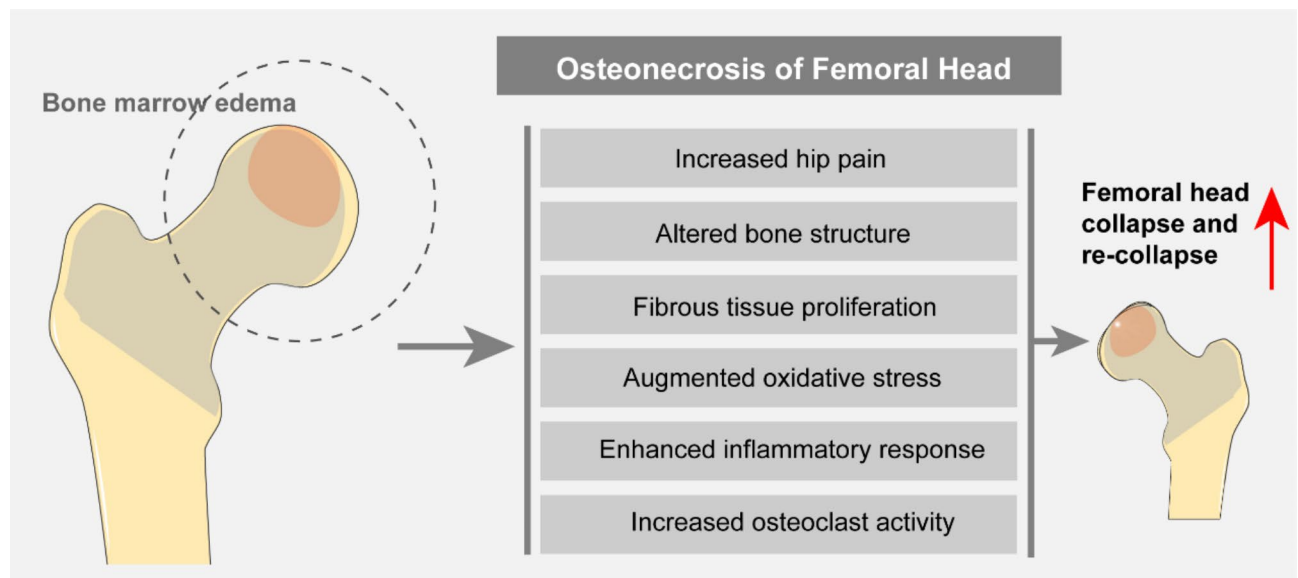 Osteonecrosis of Femoral Head
Bone marrow edema
Increased hip pain
Altered bone structure
Fibrous tissue proliferation
Augmented oxidative stress
Enhanced inflammatory response
Increased osteoclast activity
Femoral head
collapse and
re-collapse